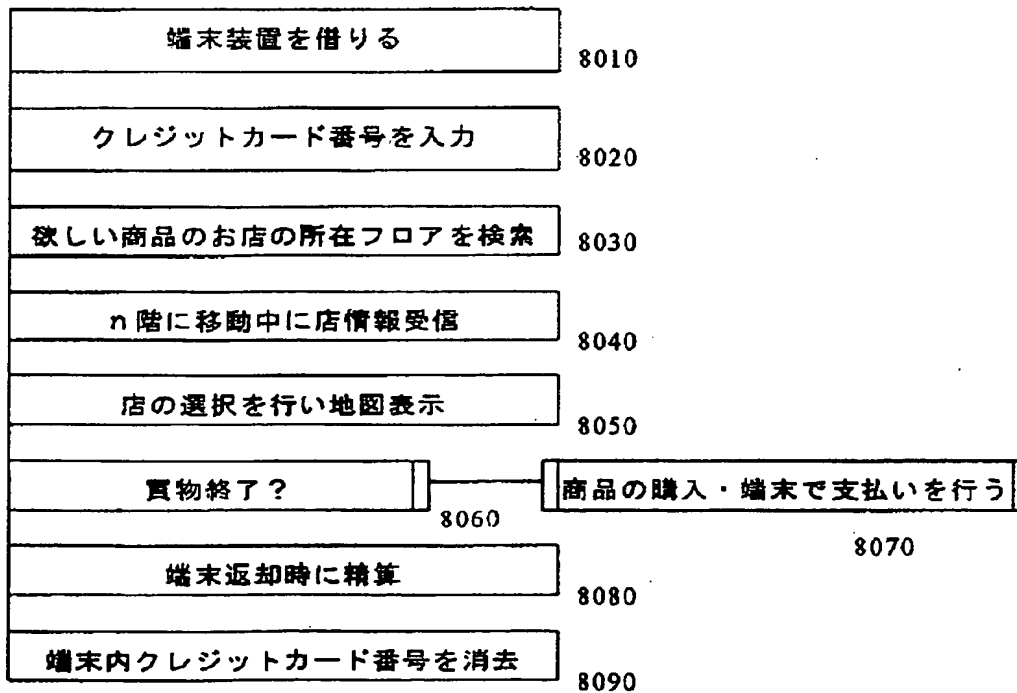 端末装置を借りる
8010
クレジットカード番号を入力
8020
欲しい商品のお店の所在フロアを検索
8030
n階に移動中に店情報受信
8040
店の選択を行い地図表示
8050
買物終了?
8060
商品の購入・端末で支払いを行う
8070
端末返却時に精算
8080
端末内クレジットカード番号を消去
8090